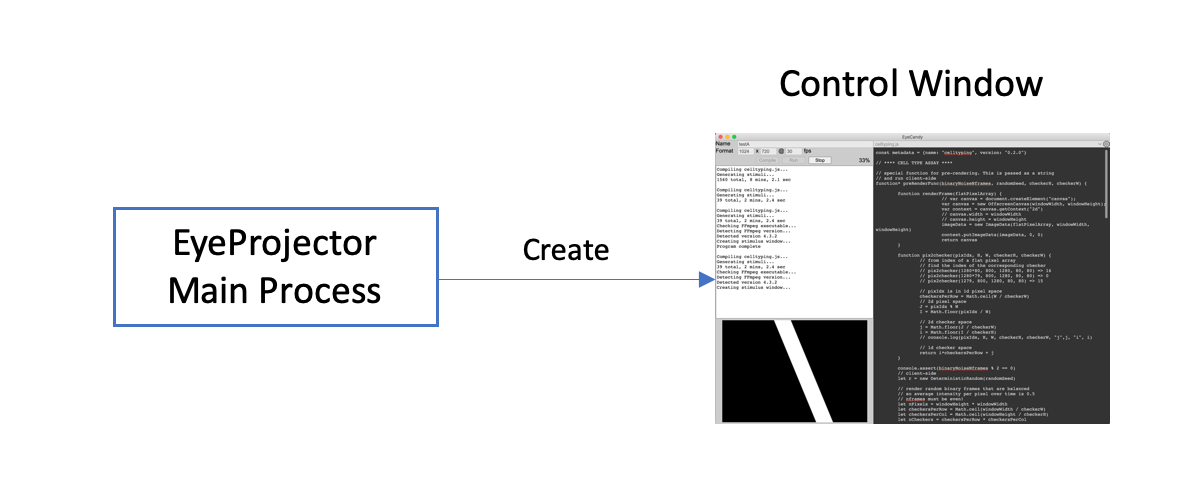 Control Window
EyeProjector
Main Process
Create
EyeCandy
Name testA
Format 1024 x 720 @ 30 fps
Compile Run Stop 33%
Compiling celltyping.js...
Generating stimuli...
1560 total, 8 mins, 2.1 sec
Compiling celltyping.js...
Generating stimuli...
39 total, 2 mins, 2.4 sec
Compiling celltyping.js...
Generating stimuli...
39 total, 2 mins, 2.4 sec
Checking FFmpeg executable...
Detecting FFmpeg version...
Detected version 4.3.2
Creating stimulus window...
Program complete
Compiling celltyping.js...
Generating stimuli...
39 total, 2 mins, 2.4 sec
Checking FFmpeg executable...
Detecting FFmpeg version...
Detected version 4.3.2
Creating stimulus window...
celltyping.js
const metadata = {name: "celltyping", version: "0.2.0"}
// **** CELL TYPE ASSAY ****
// special function for pre-rendering. This is passed as a string
// and run client-side
function* preRenderFunc(binaryNoiseNframes, randomSeed, checkerH, checkerW) {
function renderFrame(flatPixelArray) {
// var canvas = document.createElement("canvas");
var canvas = new OffscreenCanvas(windowWidth, windowHeight);
var context = canvas.getContext("2d")
// canvas.width = windowWidth
// canvas.height = windowHeight
imageData = new ImageData(flatPixelArray, windowWidth,
windowHeight)
context.putImageData(imageData, 0, 0)
return canvas
}
function pix2checker(pixIdx, H, W, checkerH, checkerW) {
// from index of a flat pixel array
// find the index of the corresponding checker
// pix2checker(1280*80, 800, 1280, 80, 80) => 16
// pix2checker(1280*79, 800, 1280, 80, 80) => 0
// pix2checker(1279, 800, 1280, 80, 80) => 15
// pixIdx is in 1d pixel space
checkersPerRow = Math.ceil(W / checkerW)
// 2d pixel space
J = pixIdx % W
I = Math.floor(pixIdx / W)
// 2d checker space
j = Math.floor(J / checkerW)
i = Math.floor(I / checkerH)
// console.log(pixIdx, H, W, checkerH, checkerW, "j",j, "i", i)
// 1d checker space
return i*checkersPerRow + j
}
console.assert(binaryNoiseNframes % 2 == 0)
// client-side
let r = new DeterministicRandom(randomSeed)
// render random binary frames that are balanced
// so average intensity per pixel over time is 0.5
// nframes must be even!
let nPixels = windowHeight * windowWidth
let checkersPerRow = Math.ceil(windowWidth / checkerW)
let checkersPerCol = Math.ceil(windowHeight / checkerH)
let nCheckers = checkersPerRow * checkersPerCol